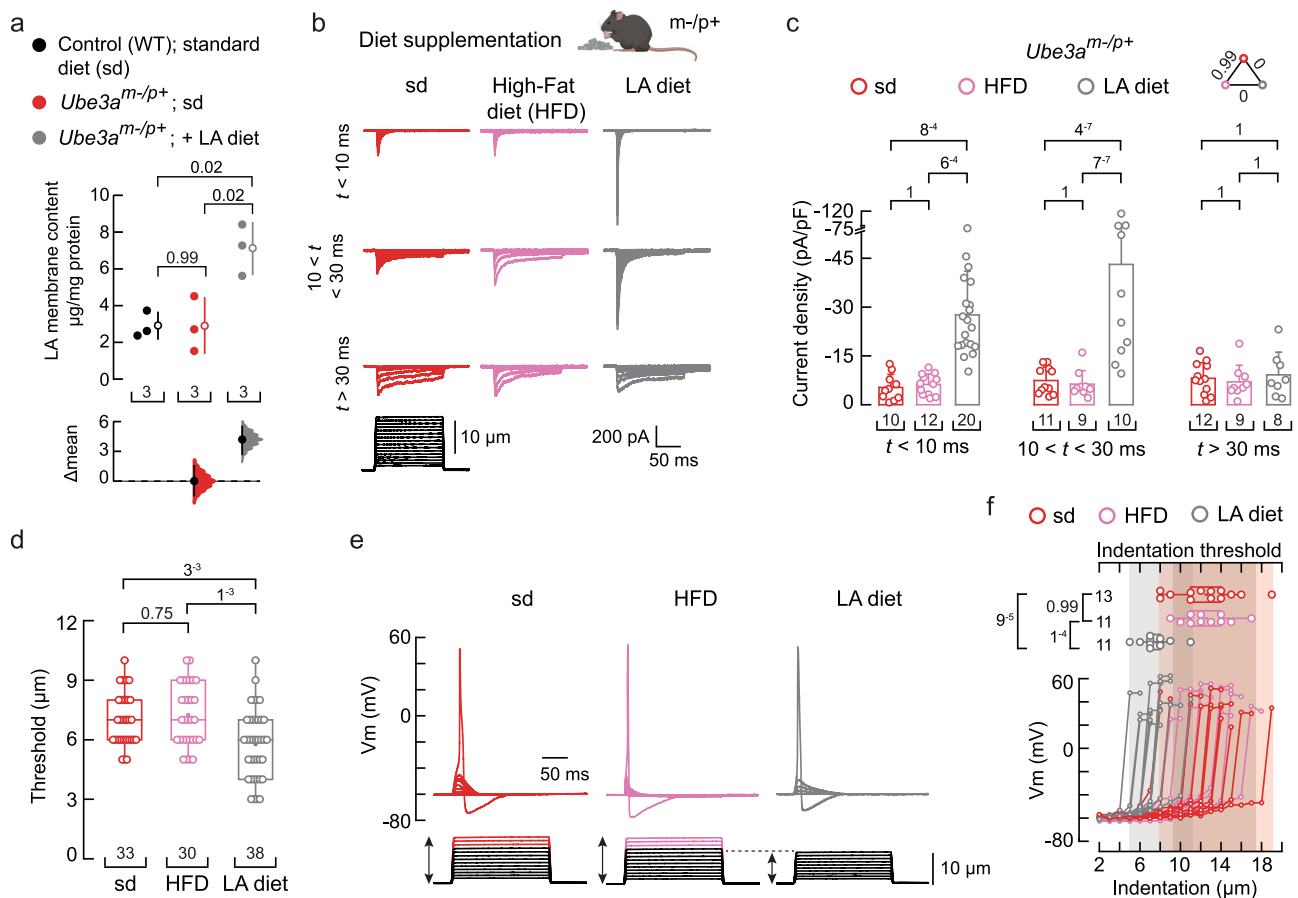 a
Control (WT); standard
diet (sd)
Ube3a^m-/p+; sd
Ube3a^m-/p+; + LA diet
LA membrane content
µg/mg protein
10
8
6
4
2
0
0.02
0.02
0.99
3
3
3
Δmean
6
3
0
b
Diet supplementation
m-/p+
sd
High-Fat
diet (HFD)
LA diet
t < 10 ms
10 < t
< 30 ms
t > 30 ms
10 µm
200 pA
50 ms
c
Ube3a^m-/p+
sd
HFD
LA diet
0.99
0
0
8^-4
6^-4
1
4^-7
7^-7
1
1
1
1
Current density (pA/pF)
-120
-75
-60
-45
-30
-15
0
10
12
20
11
9
10
12
9
8
t < 10 ms
10 < t < 30 ms
t > 30 ms
d
3^-3
1^-3
0.75
Threshold (µm)
12
9
6
3
0
33
30
38
sd
HFD
LA diet
e
sd
HFD
LA diet
Vm (mV)
60
0
-80
50 ms
10 µm
f
sd
HFD
LA diet
Indentation threshold
9^-5
0.99
1^-4
13
11
11
Vm (mV)
60
0
-80
2
6
10
14
18
Indentation (µm)